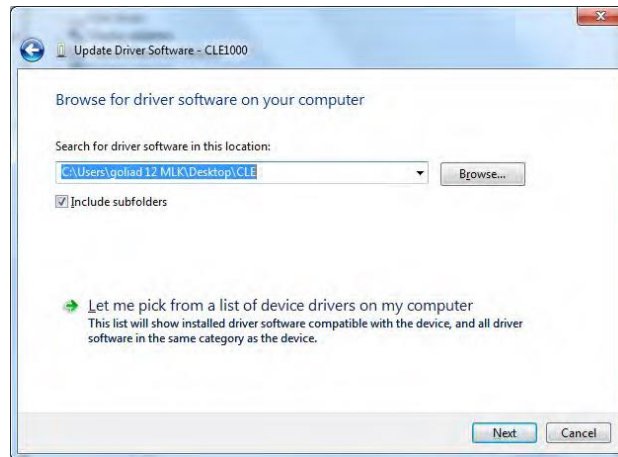 Update Driver Software - CLE1000
Browse for driver software on your computer
Search for driver software in this location:
C:\Users\goliad 12 MLK\Desktop\CLE
Browse...
Include subfolders
Let me pick from a list of device drivers on my computer
This list will show installed driver software compatible with the device, and all driver
software in the same category as the device.
Next
Cancel